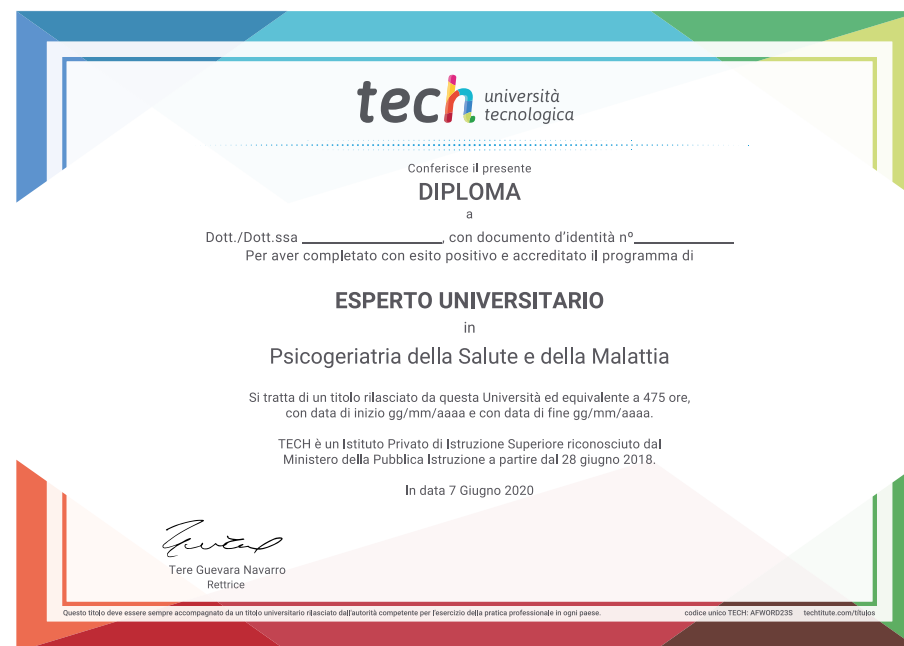 tech università
tecnologica
Conferisce il presente
DIPLOMA
a
Dott./Dott.ssa ____________________, con documento d'identità nº______________
Per aver completato con esito positivo e accreditato il programma di
ESPERTO UNIVERSITARIO
in
Psicogeriatria della Salute e della Malattia
Si tratta di un titolo rilasciato da questa Università ed equivalente a 475 ore,
con data di inizio gg/mm/aaaa e con data di fine gg/mm/aaaa.
TECH è un Istituto Privato di Istruzione Superiore riconosciuto dal
Ministero della Pubblica Istruzione a partire dal 28 giugno 2018.
In data 7 Giugno 2020
Tere Guevara Navarro
Rettrice
Questo titolo deve essere sempre accompagnato da un titolo universitario rilasciato dall'autorità competente per l'esercizio della pratica professionale in ogni paese. codice unico TECH: AFWORD23S techtitute.com/titulos